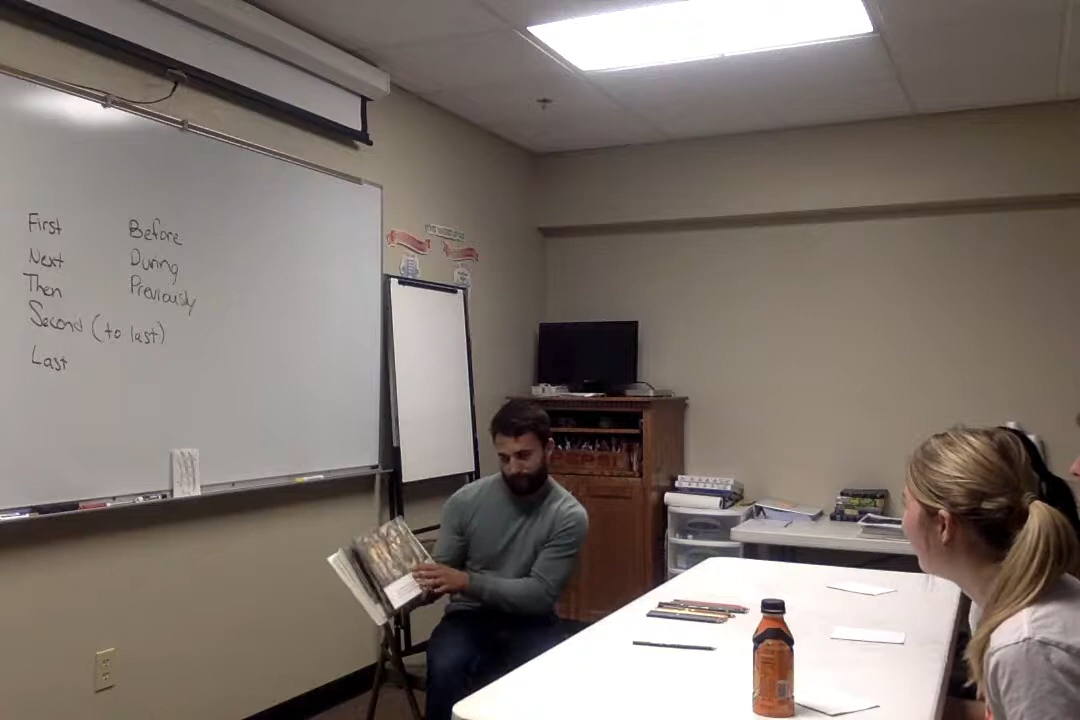 First
Next
Then
Second (to last)
Last
Before
During
Previously